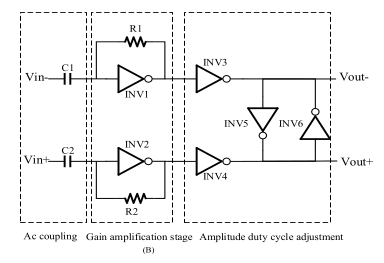 R1
C1
Vin-
INV1
INV3
Vout-
INV5
INV6
C2
Vin+
INV2
INV4
Vout+
R2
Ac coupling
Gain amplification stage
Amplitude duty cycle adjustment
(B)